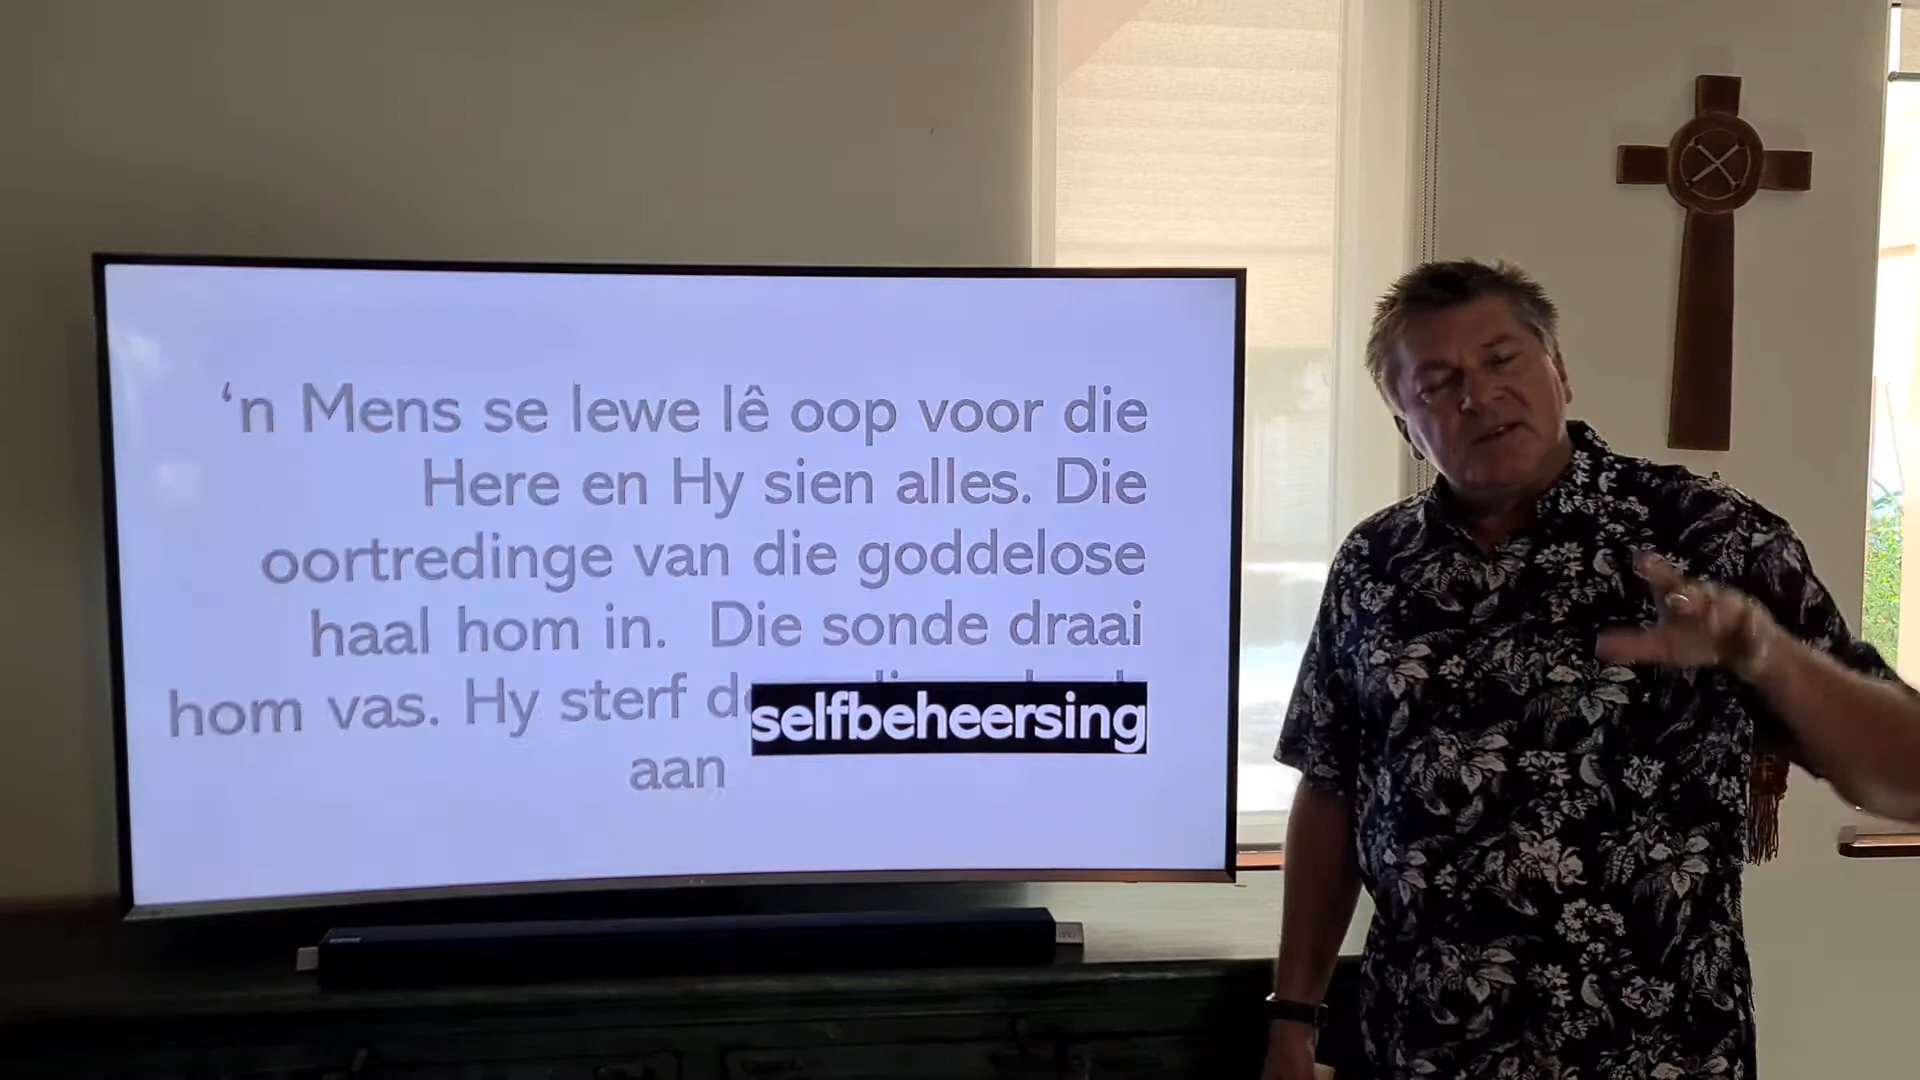 ‘n Mens se lewe lê oop voor die
Here en Hy sien alles. Die
oortredinge van die goddelose
haal hom in. Die sonde draai
hom vas. Hy sterf
selfbeheersing
aan